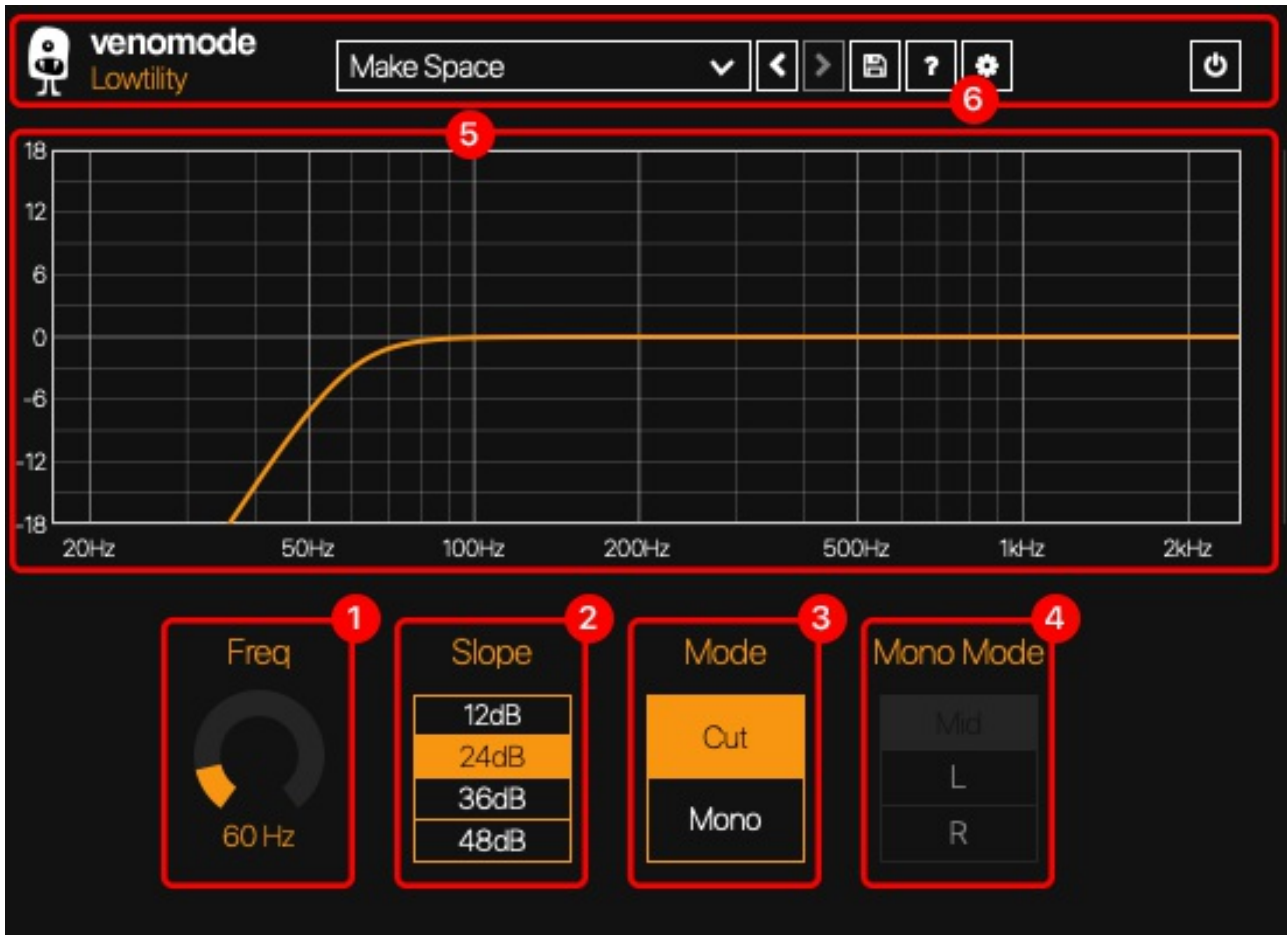 venomode
Lowtility
Make Space
?
6
5
18
12
6
0
-6
-12
-18
20Hz 50Hz 100Hz 200Hz 500Hz 1kHz 2kHz
1 2 3 4
Freq Slope Mode Mono Mode
12dB
24dB
36dB
48dB
60 Hz
Cut
Mono
Mid
L
R